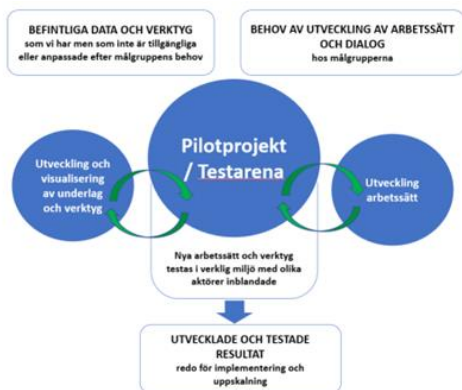 BEFINTLIGA DATA OCH VERKTYG
som vi har men som inte är tillgängliga
eller anpassade efter målgruppens behov
BEHOV AV UTVECKLING AV ARBETSSÄTT
OCH DIALOG
hos målgrupperna
Pilotprojekt
/ Testarena
Utveckling och
visualisering
av underlag
och verktyg
Utveckling
arbetssätt
Nya arbetssätt och verktyg
testas i verklig miljö med olika
aktörer inblandade
UTVECKLADE OCH TESTADE
RESULTAT
redo för implementering och
uppskalning